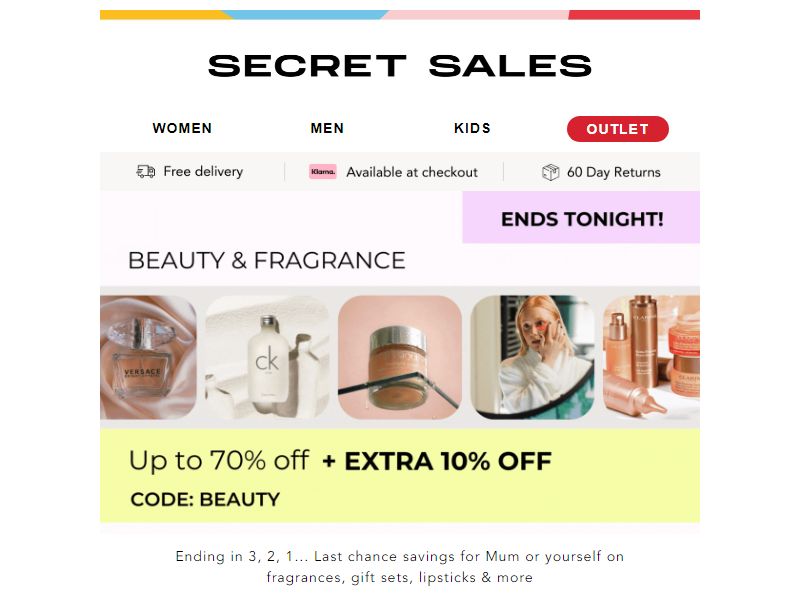 SECRET SALES
WOMEN MEN KIDS OUTLET
Free delivery Klarna. Available at checkout 60 Day Returns
ENDS TONIGHT!
BEAUTY & FRAGRANCE
VERSACE
ck
CLARINS
Up to 70% off + EXTRA 10% OFF
CODE: BEAUTY
Ending in 3, 2, 1... Last chance savings for Mum or yourself on
fragrances, gift sets, lipsticks & more